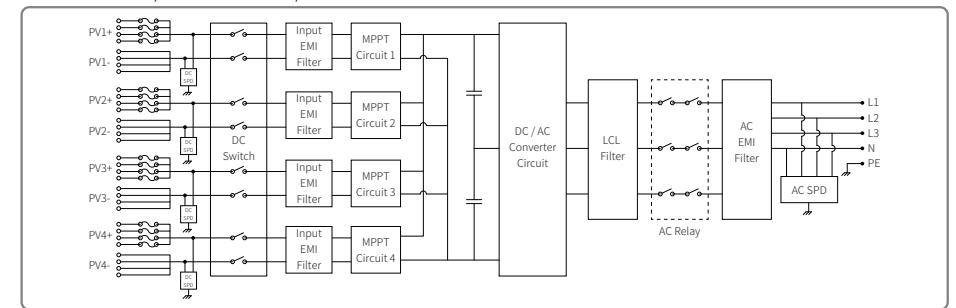 PV1+
PV1-
DC
SPD
Input
EMI
Filter
MPPT
Circuit 1
PV2+
PV2-
DC
SPD
Input
EMI
Filter
MPPT
Circuit 2
DC
Switch
PV3+
PV3-
DC
SPD
Input
EMI
Filter
MPPT
Circuit 3
PV4+
PV4-
DC
SPD
Input
EMI
Filter
MPPT
Circuit 4
DC / AC
Converter
Circuit
LCL
Filter
AC Relay
AC
EMI
Filter
L1
L2
L3
N
PE
AC SPD